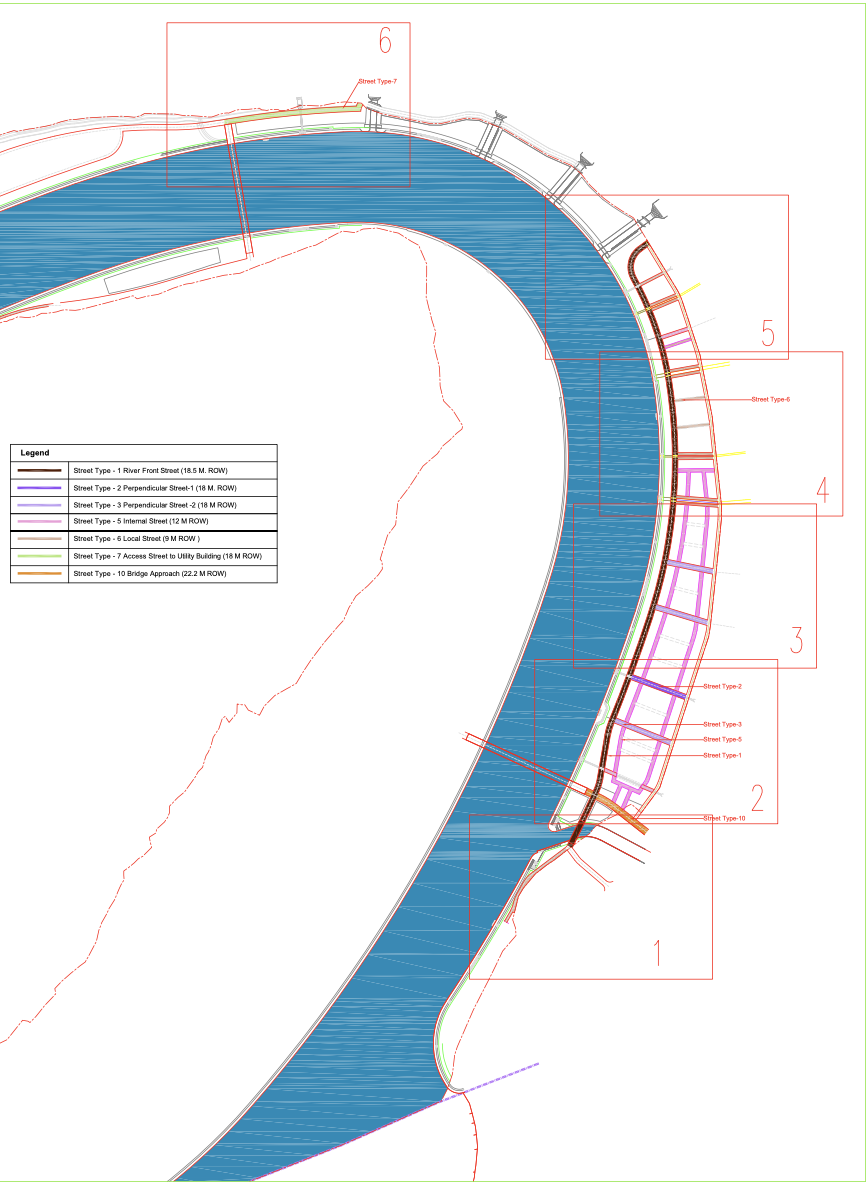 6
Street Type-7
5
Street Type-6
Legend
Street Type - 1 River Front Street (18.5 M. ROW)
Street Type - 2 Perpendicular Street-1 (18 M. ROW)
Street Type - 3 Perpendicular Street -2 (18 M ROW)
Street Type - 5 Internal Street (12 M ROW)
Street Type - 6 Local Street (9 M ROW )
Street Type - 7 Access Street to Utility Building (18 M ROW)
Street Type - 10 Bridge Approach (22.2 M ROW)
4
3
Street Type-2
Street Type-3
Street Type-5
Street Type-1
2
Street Type-10
1